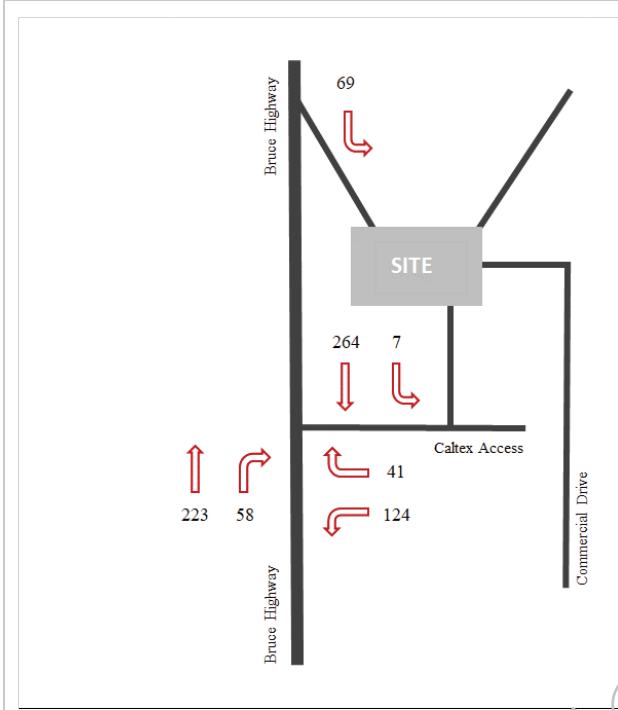 69
Bruce Highway
SITE
264 7
Caltex Access
41
223 58 124
Commercial Drive
Bruce Highway